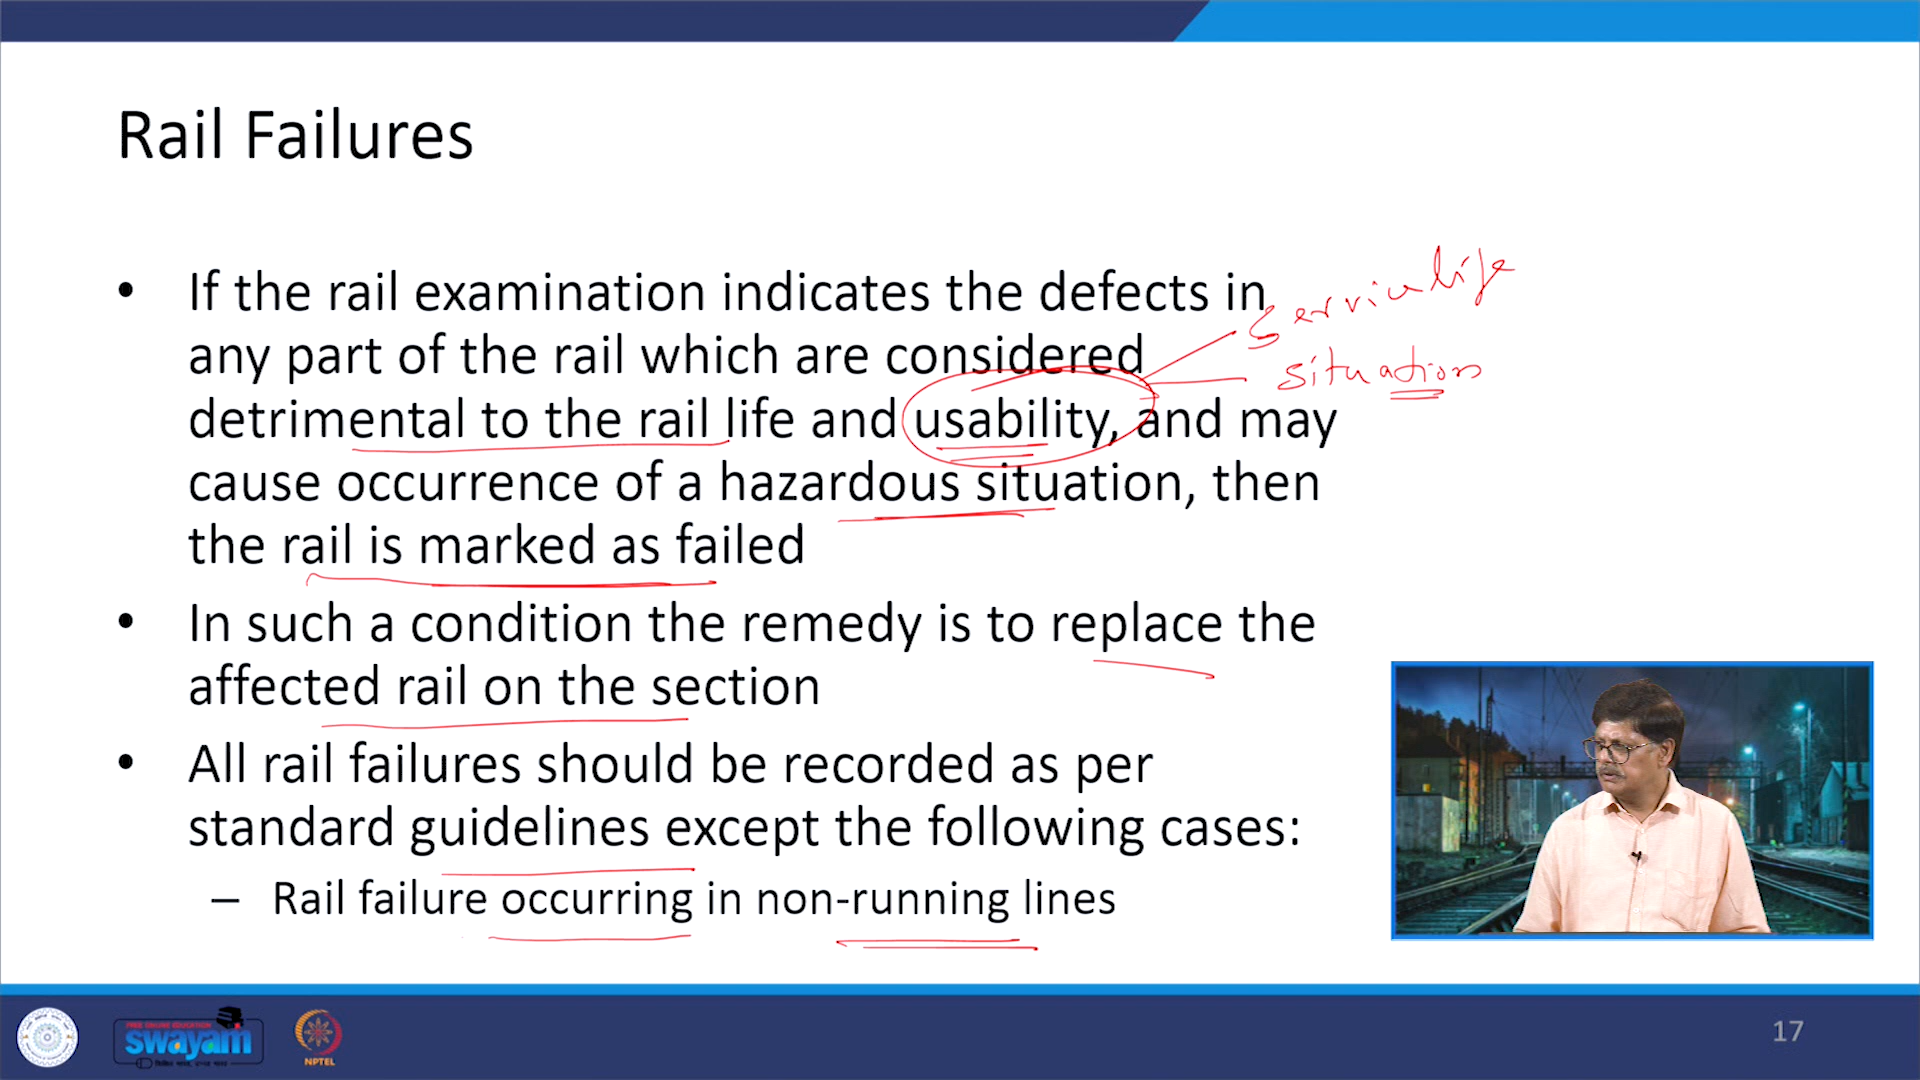 Rail Failures
• If the rail examination indicates the defects in
any part of the rail which are considered
detrimental to the rail life and usability, and may
cause occurrence of a hazardous situation, then
the rail is marked as failed
service life
situation
• In such a condition the remedy is to replace the
affected rail on the section
• All rail failures should be recorded as per
standard guidelines except the following cases:
– Rail failure occurring in non-running lines
FREE ONLINE EDUCATION
swayam
NPTEL
17